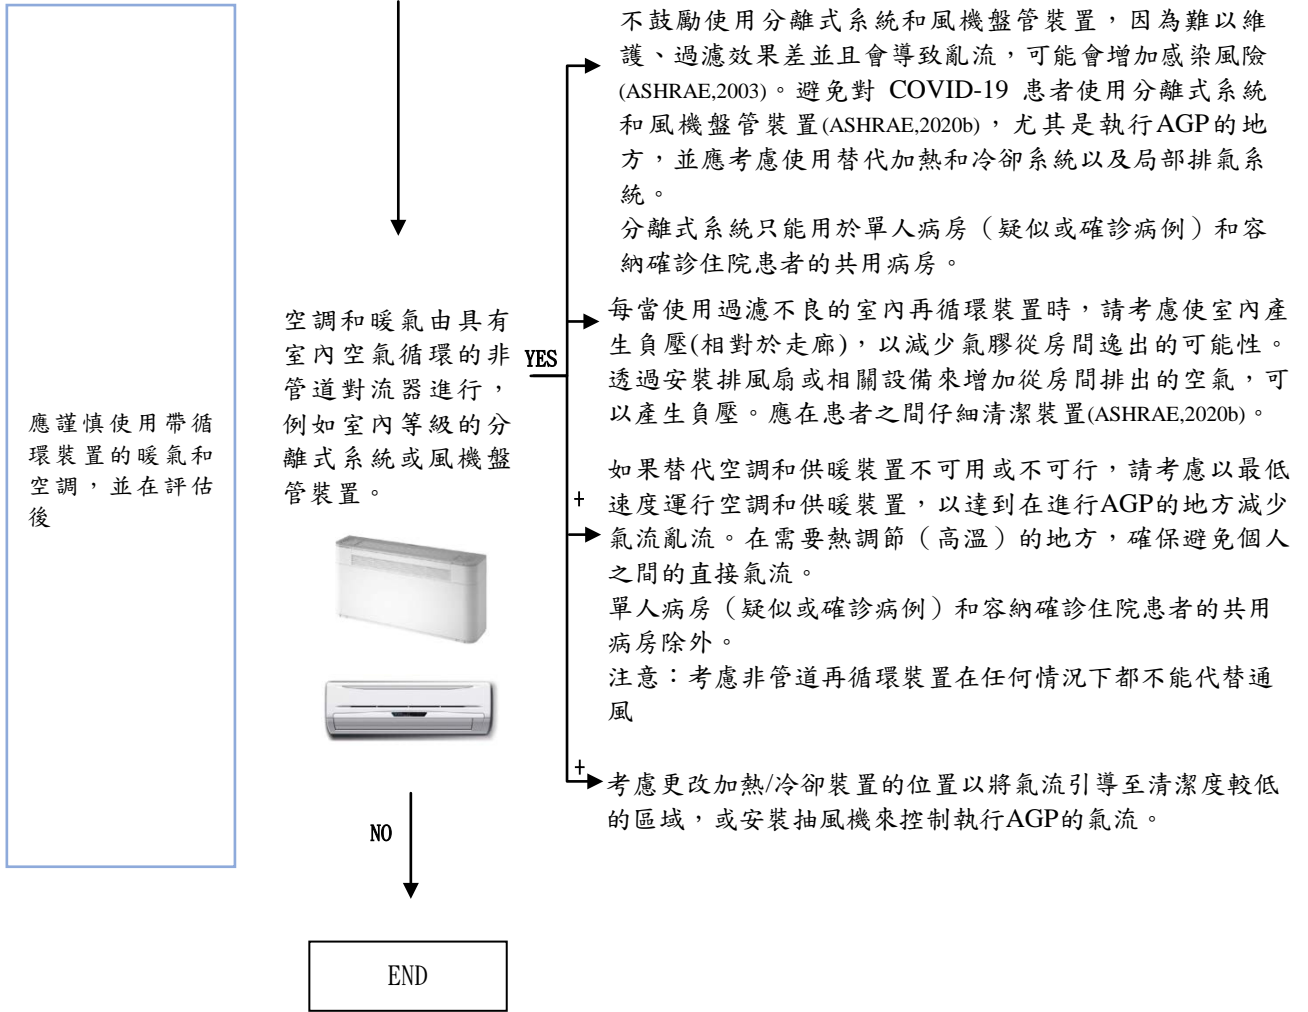 應謹慎使用帶循
環裝置的暖氣和
空調，並在評估
後
空調和暖氣由具有
室內空氣循環的非
管道對流器進行，
例如室內等級的分
離式系統或風機盤
管裝置。
YES
不鼓勵使用分離式系統和風機盤管裝置，因為難以維
護、過濾效果差並且會導致亂流，可能會增加感染風險
(ASHRAE,2003)。避免對 COVID-19 患者使用分離式系統
和風機盤管裝置(ASHRAE,2020b)，尤其是執行AGP的地
方，並應考慮使用替代加熱和冷卻系統以及局部排氣系
統。
分離式系統只能用於單人病房（疑似或確診病例）和容
納確診住院患者的共用病房。
每當使用過濾不良的室內再循環裝置時，請考慮使室內產
生負壓(相對於走廊)，以減少氣膠從房間逸出的可能性。
透過安裝排風扇或相關設備來增加從房間排出的空氣，可
以產生負壓。應在患者之間仔細清潔裝置(ASHRAE,2020b)。
+
如果替代空調和供暖裝置不可用或不可行，請考慮以最低
速度運行空調和供暖裝置，以達到在進行AGP的地方減少
氣流亂流。在需要熱調節（高溫）的地方，確保避免個人
之間的直接氣流。
單人病房（疑似或確診病例）和容納確診住院患者的共用
病房除外。
注意：考慮非管道再循環裝置在任何情況下都不能代替通
風
+
考慮更改加熱/冷卻裝置的位置以將氣流引導至清潔度較低
的區域，或安裝抽風機來控制執行AGP的氣流。
NO
END